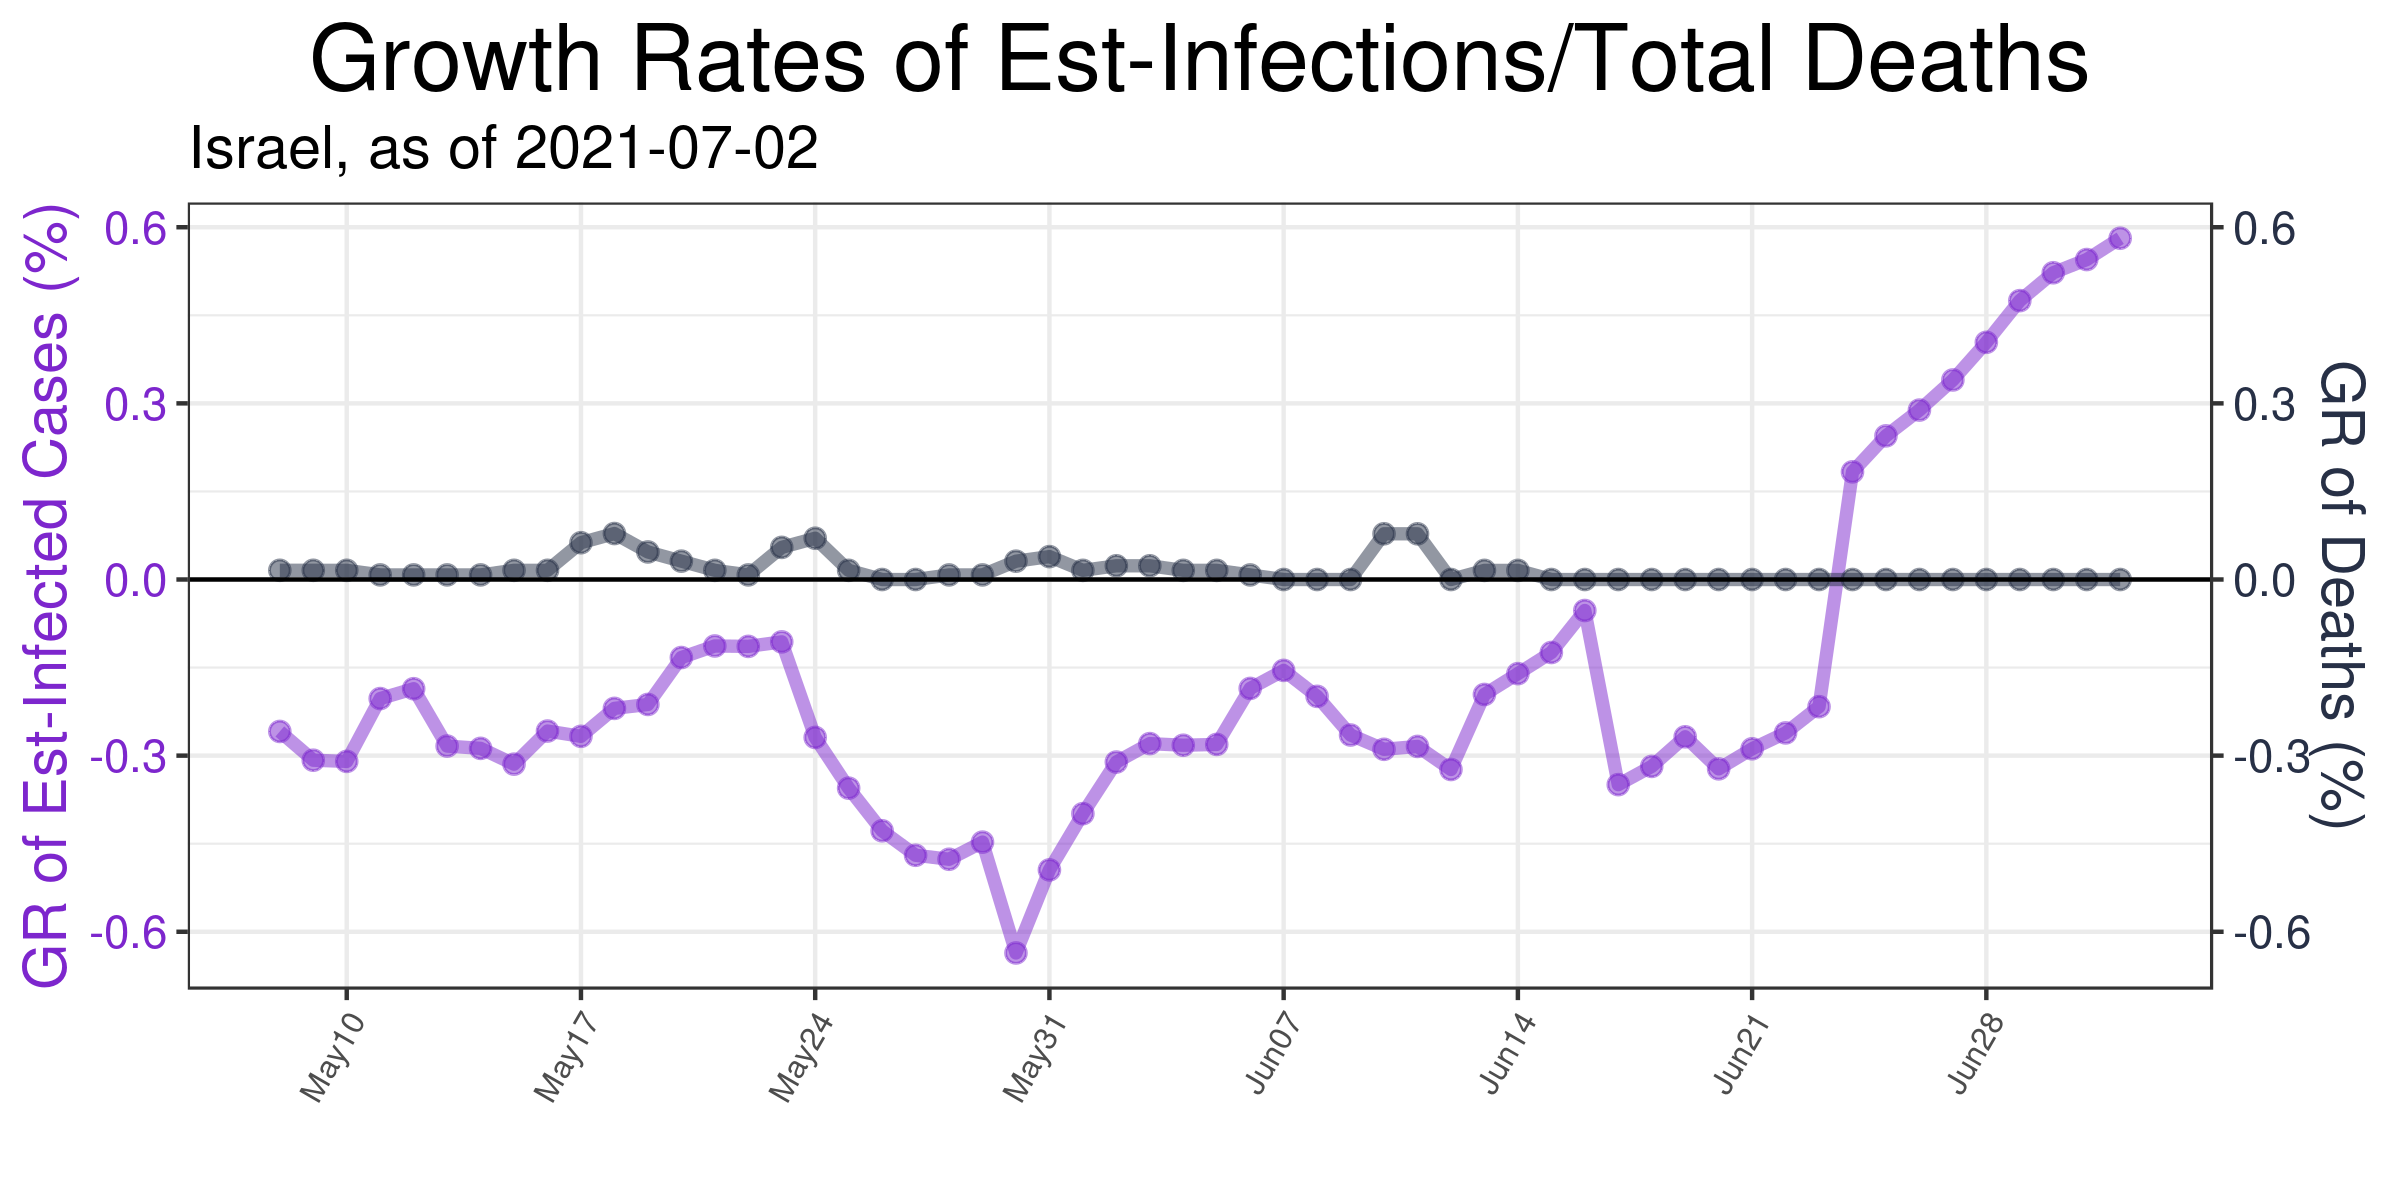 Growth Rates of Est-Infections/Total Deaths
Israel, as of 2021-07-02
GR of Est-Infected Cases (%)
0.6
0.3
0.0
-0.3
-0.6
0.6
0.3
0.0
-0.3
-0.6
GR of Deaths (%)
May10
May17
May24
May31
Jun07
Jun14
Jun21
Jun28